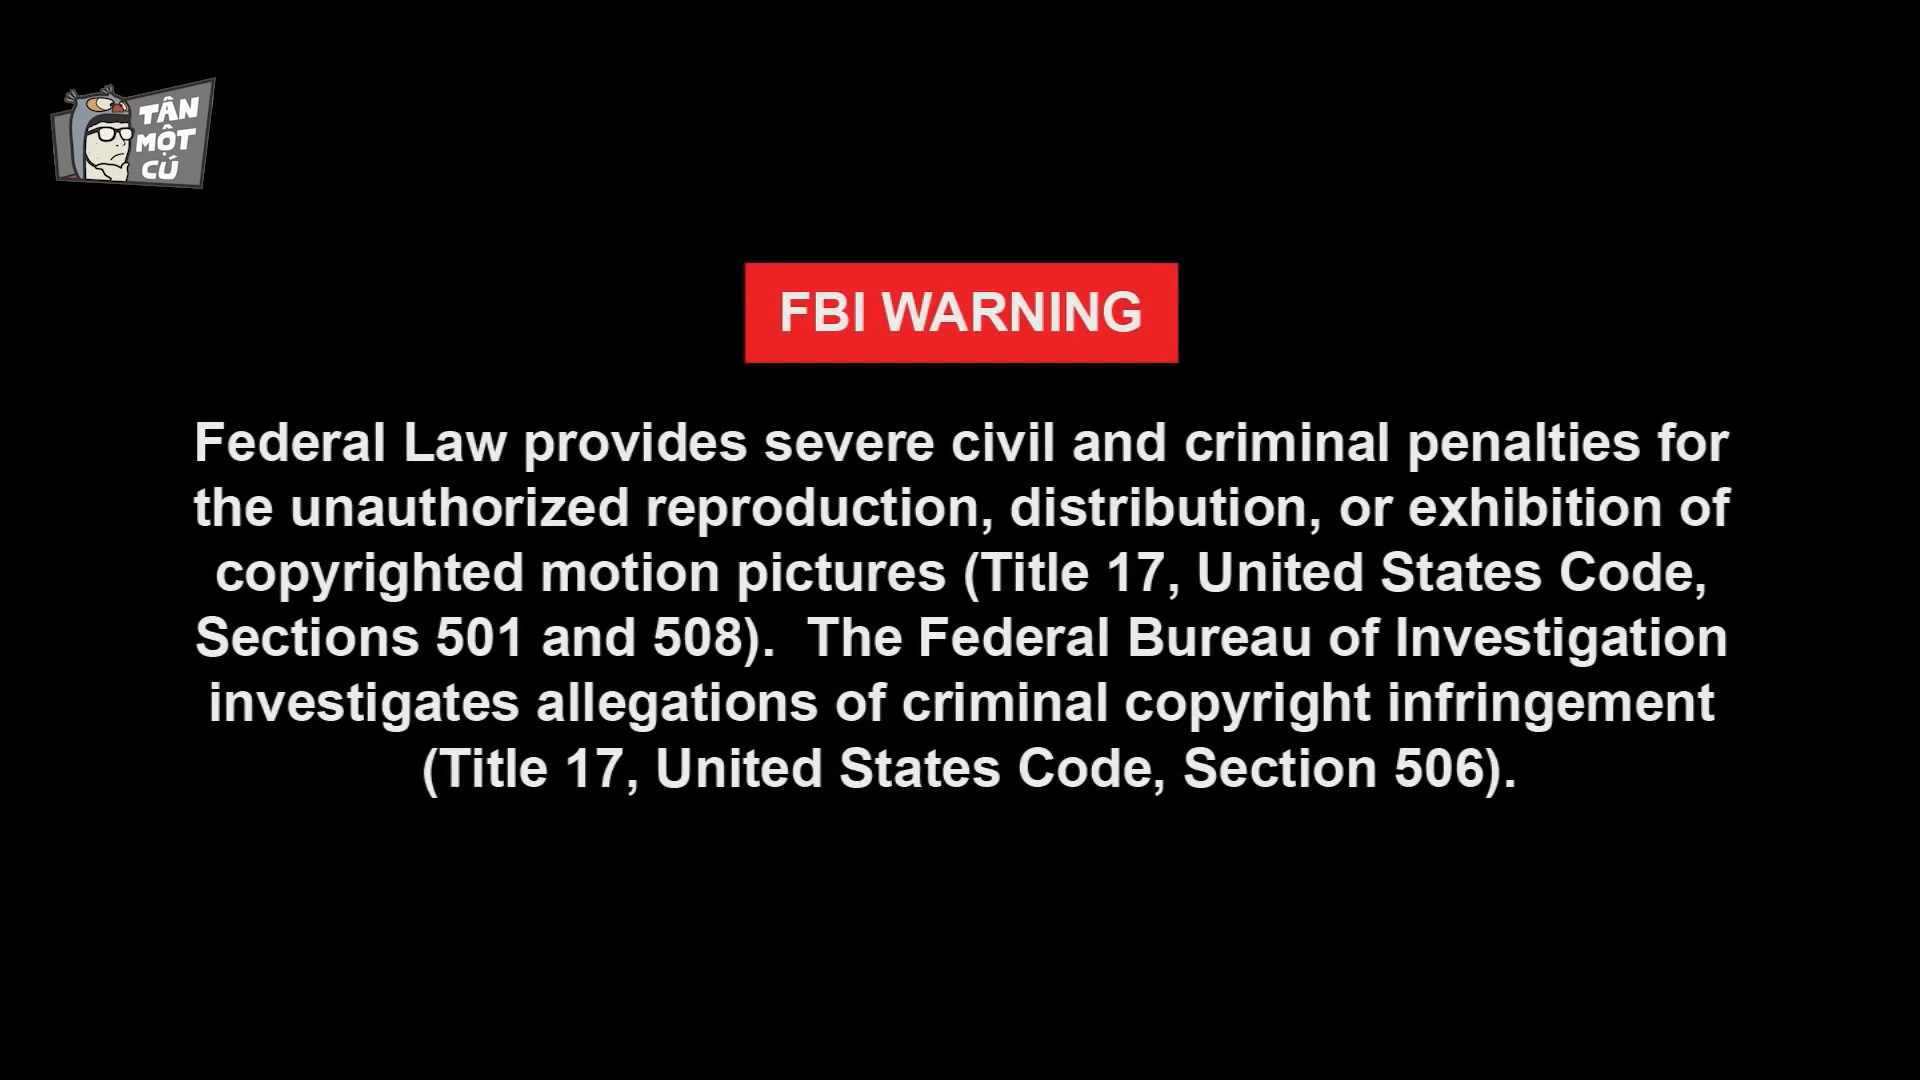 TÂN
MỘT
CÚ
FBI WARNING
Federal Law provides severe civil and criminal penalties for
the unauthorized reproduction, distribution, or exhibition of
copyrighted motion pictures (Title 17, United States Code,
Sections 501 and 508).  The Federal Bureau of Investigation
investigates allegations of criminal copyright infringement
(Title 17, United States Code, Section 506).